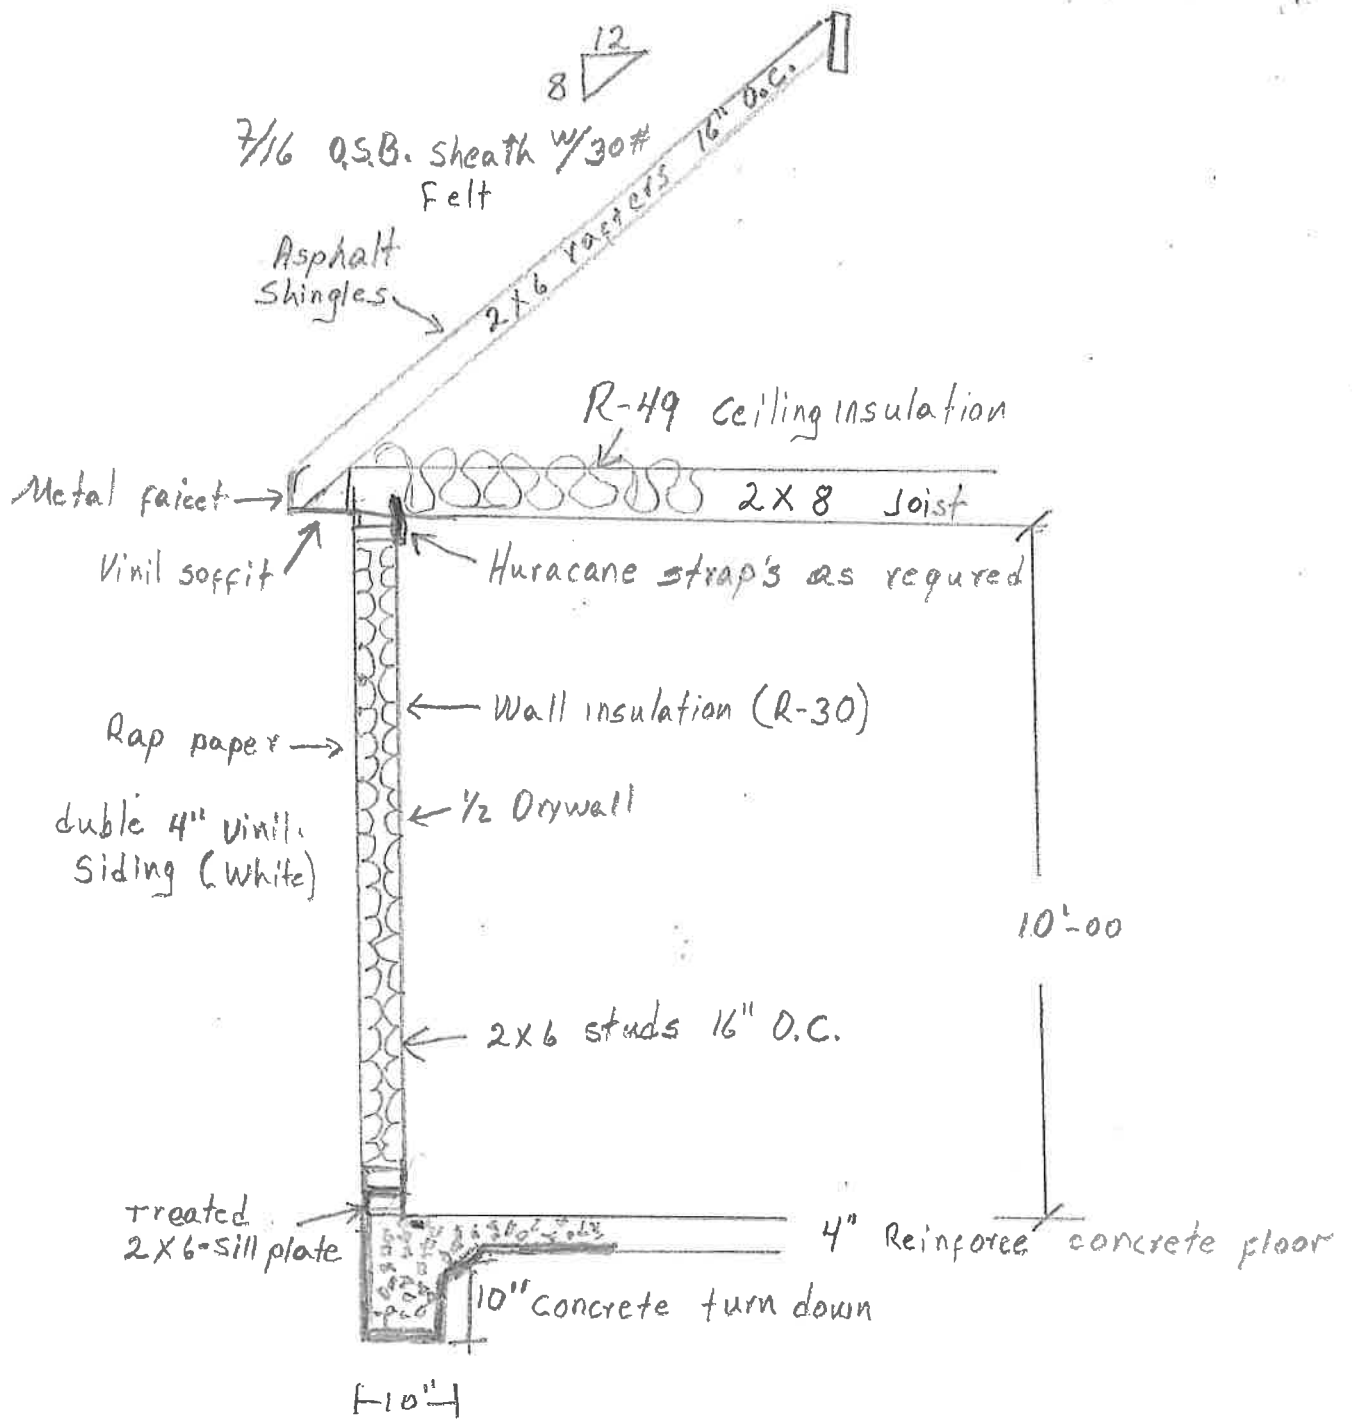 12
8
7/16 O.S.B. sheath w/30#
Felt
2x6 rafters 16" O.C.
Asphalt
Shingles
R-49 ceiling insulation
Metal faicet
2X8 Joist
Vinil soffit
Huracane strap's as requred
Wall insulation (R-30)
Rap paper
1/2 Drywall
duble 4" vinil.
Siding (white)
10'-00
2X6 studs 16" O.C.
Treated
2X6-Sill plate
4" Reinforce concrete floor
10" concrete turn down
10"